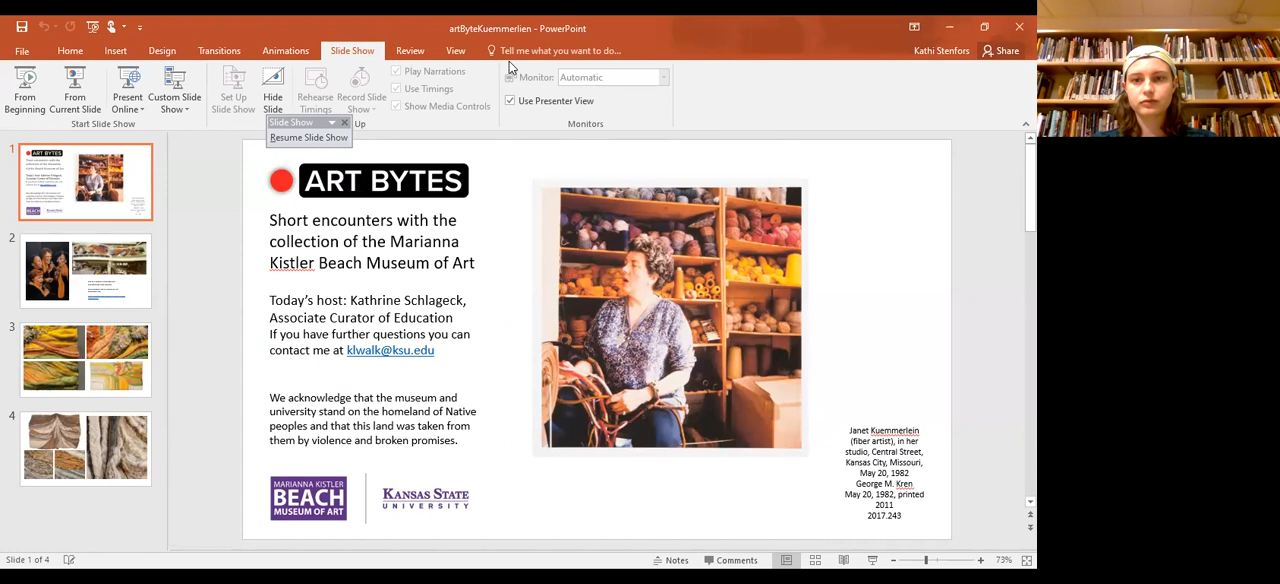 artByteKuemmerlien - PowerPoint
File
Home
Insert
Design
Transitions
Animations
Slide Show
Review
View
Tell me what you want to do...
Kathi Stenfors
Share
From
Beginning
From
Current Slide
Present
Online
Custom Slide
Show
Set Up
Slide Show
Hide
Slide
Rehearse
Timings
Record Slide
Show
Play Narrations
Use Timings
Show Media Controls
Monitor: Automatic
Use Presenter View
Start Slide Show
Up
Monitors
Slide Show
Resume Slide Show
1
2
3
4
ART BYTES
Short encounters with the
collection of the Marianna
Kistler Beach Museum of Art
Today's host: Kathrine Schlageck,
Associate Curator of Education
If you have further questions you can
contact me at klwalk@ksu.edu
We acknowledge that the museum and
university stand on the homeland of Native
peoples and that this land was taken from
them by violence and broken promises.
MARIANNA KISTLER
BEACH
MUSEUM OF ART
KANSAS STATE
UNIVERSITY
Janet Kuemmerlein
(fiber artist), in her
studio, Central Street,
Kansas City, Missouri,
May 20, 1982
George M. Kren
May 20, 1982, printed
2011
2017.243
Slide 1 of 4
Notes
Comments
73%